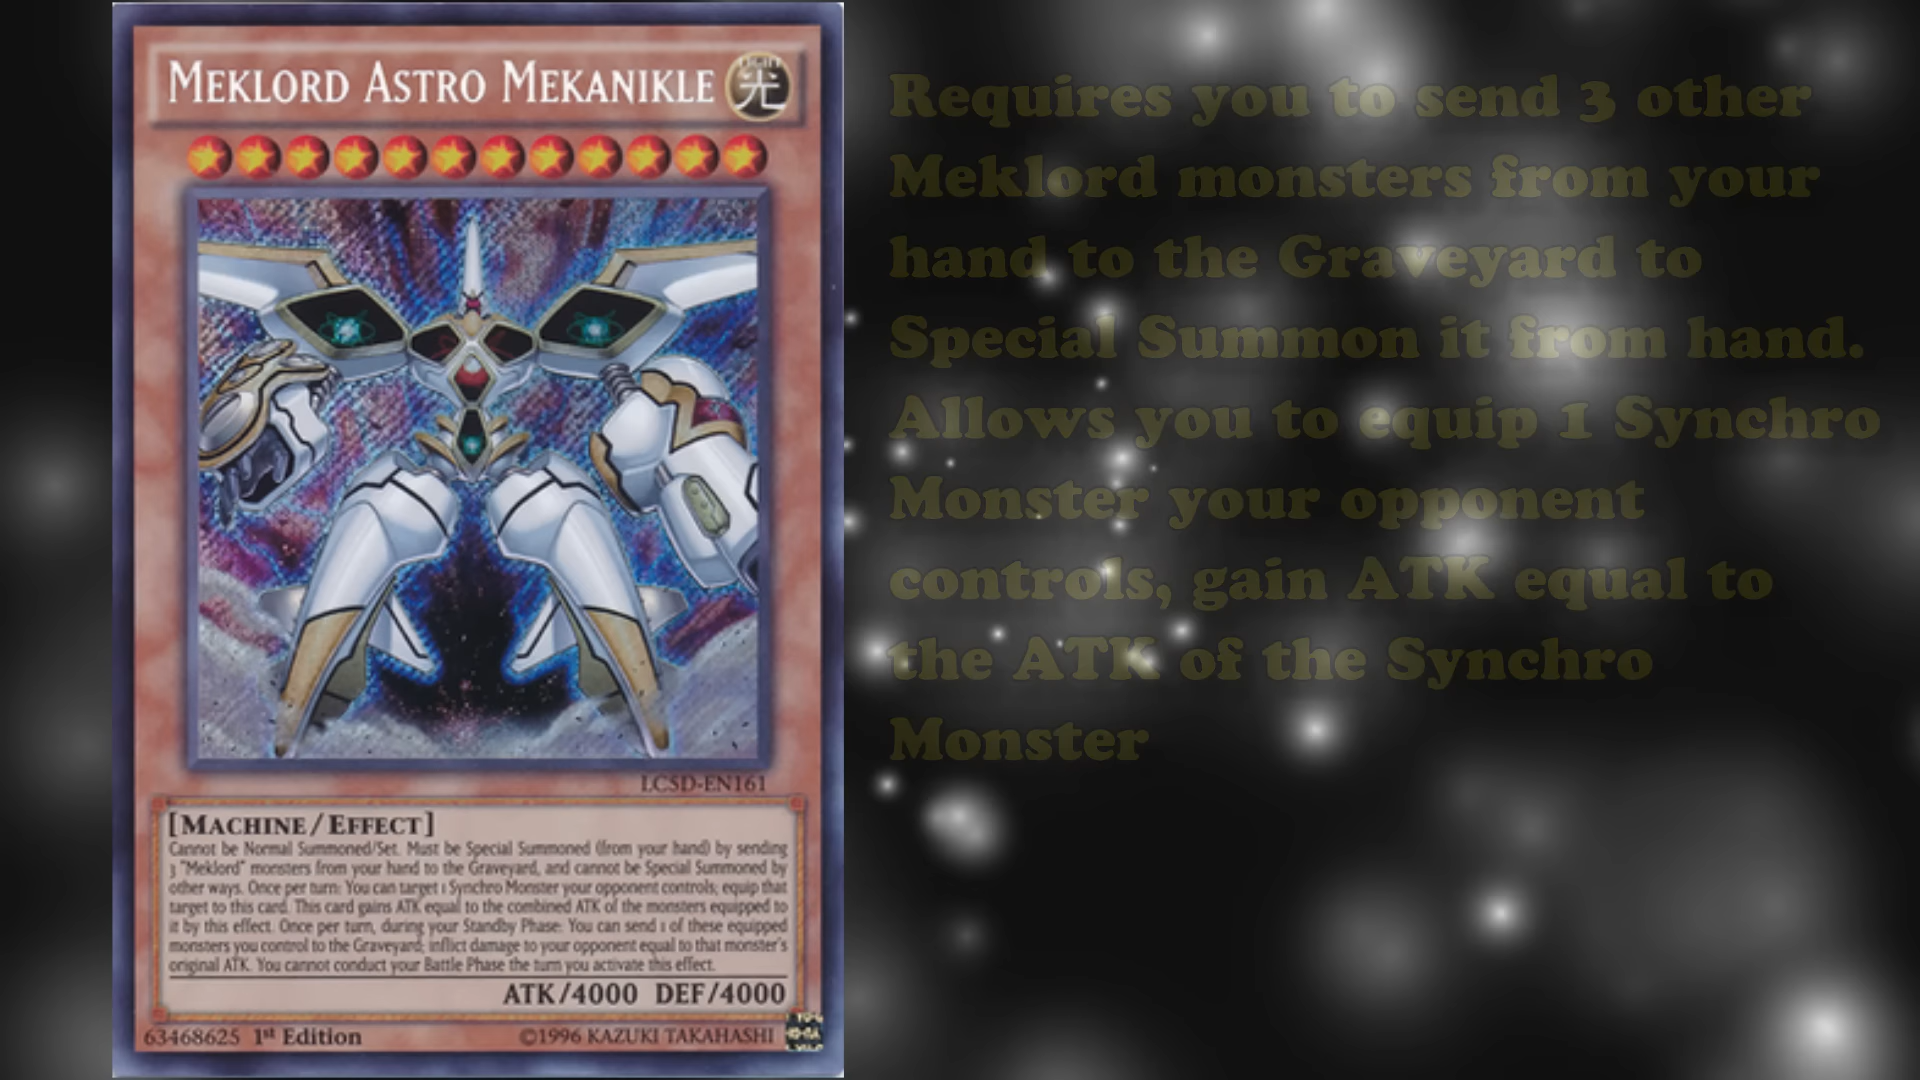 MEKLORD ASTRO MEKANIKLE
光
LCSD-EN161
[MACHINE/EFFECT]
Cannot be Normal Summoned/Set. Must be Special Summoned (from your hand) by sending
3 "Meklord" monsters from your hand to the Graveyard, and cannot be Special Summoned by
other ways. Once per turn: You can target 1 Synchro Monster your opponent controls; equip that
target to this card. This card gains ATK equal to the combined ATK of the monsters equipped to
it by this effect. Once per turn, during your Standby Phase: You can send 1 of these equipped
monsters you control to the Graveyard; inflict damage to your opponent equal to that monster's
original ATK. You cannot conduct your Battle Phase the turn you activate this effect.
ATK/4000 DEF/4000
63468625 1st Edition ©1996 KAZUKI TAKAHASHI
Requires you to send 3 other
Meklord monsters from your
hand to the Graveyard to
Special Summon it from hand.
Allows you to equip 1 Synchro
Monster your opponent
controls, gain ATK equal to
the ATK of the Synchro
Monster